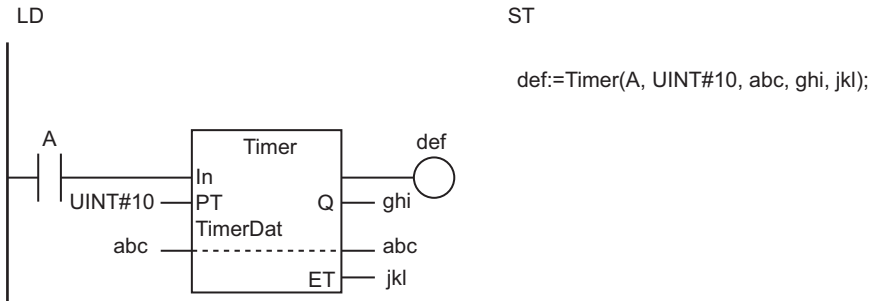 LD
ST
def:=Timer(A, UINT#10, abc, ghi, jkl);
A
Timer
def
In
UINT#10
PT
Q
ghi
TimerDat
abc
abc
ET
jkl